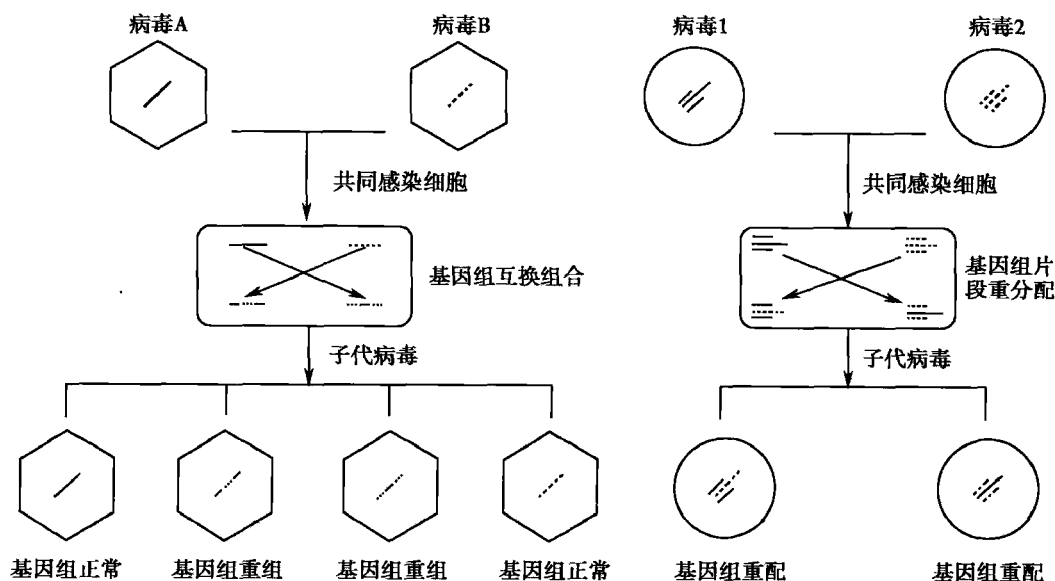 病毒A
病毒B
病毒1
病毒2
共同感染细胞
共同感染细胞
基因组互换组合
基因组片
段重分配
子代病毒
子代病毒
基因组正常
基因组重组
基因组重组
基因组正常
基因组重配
基因组重配